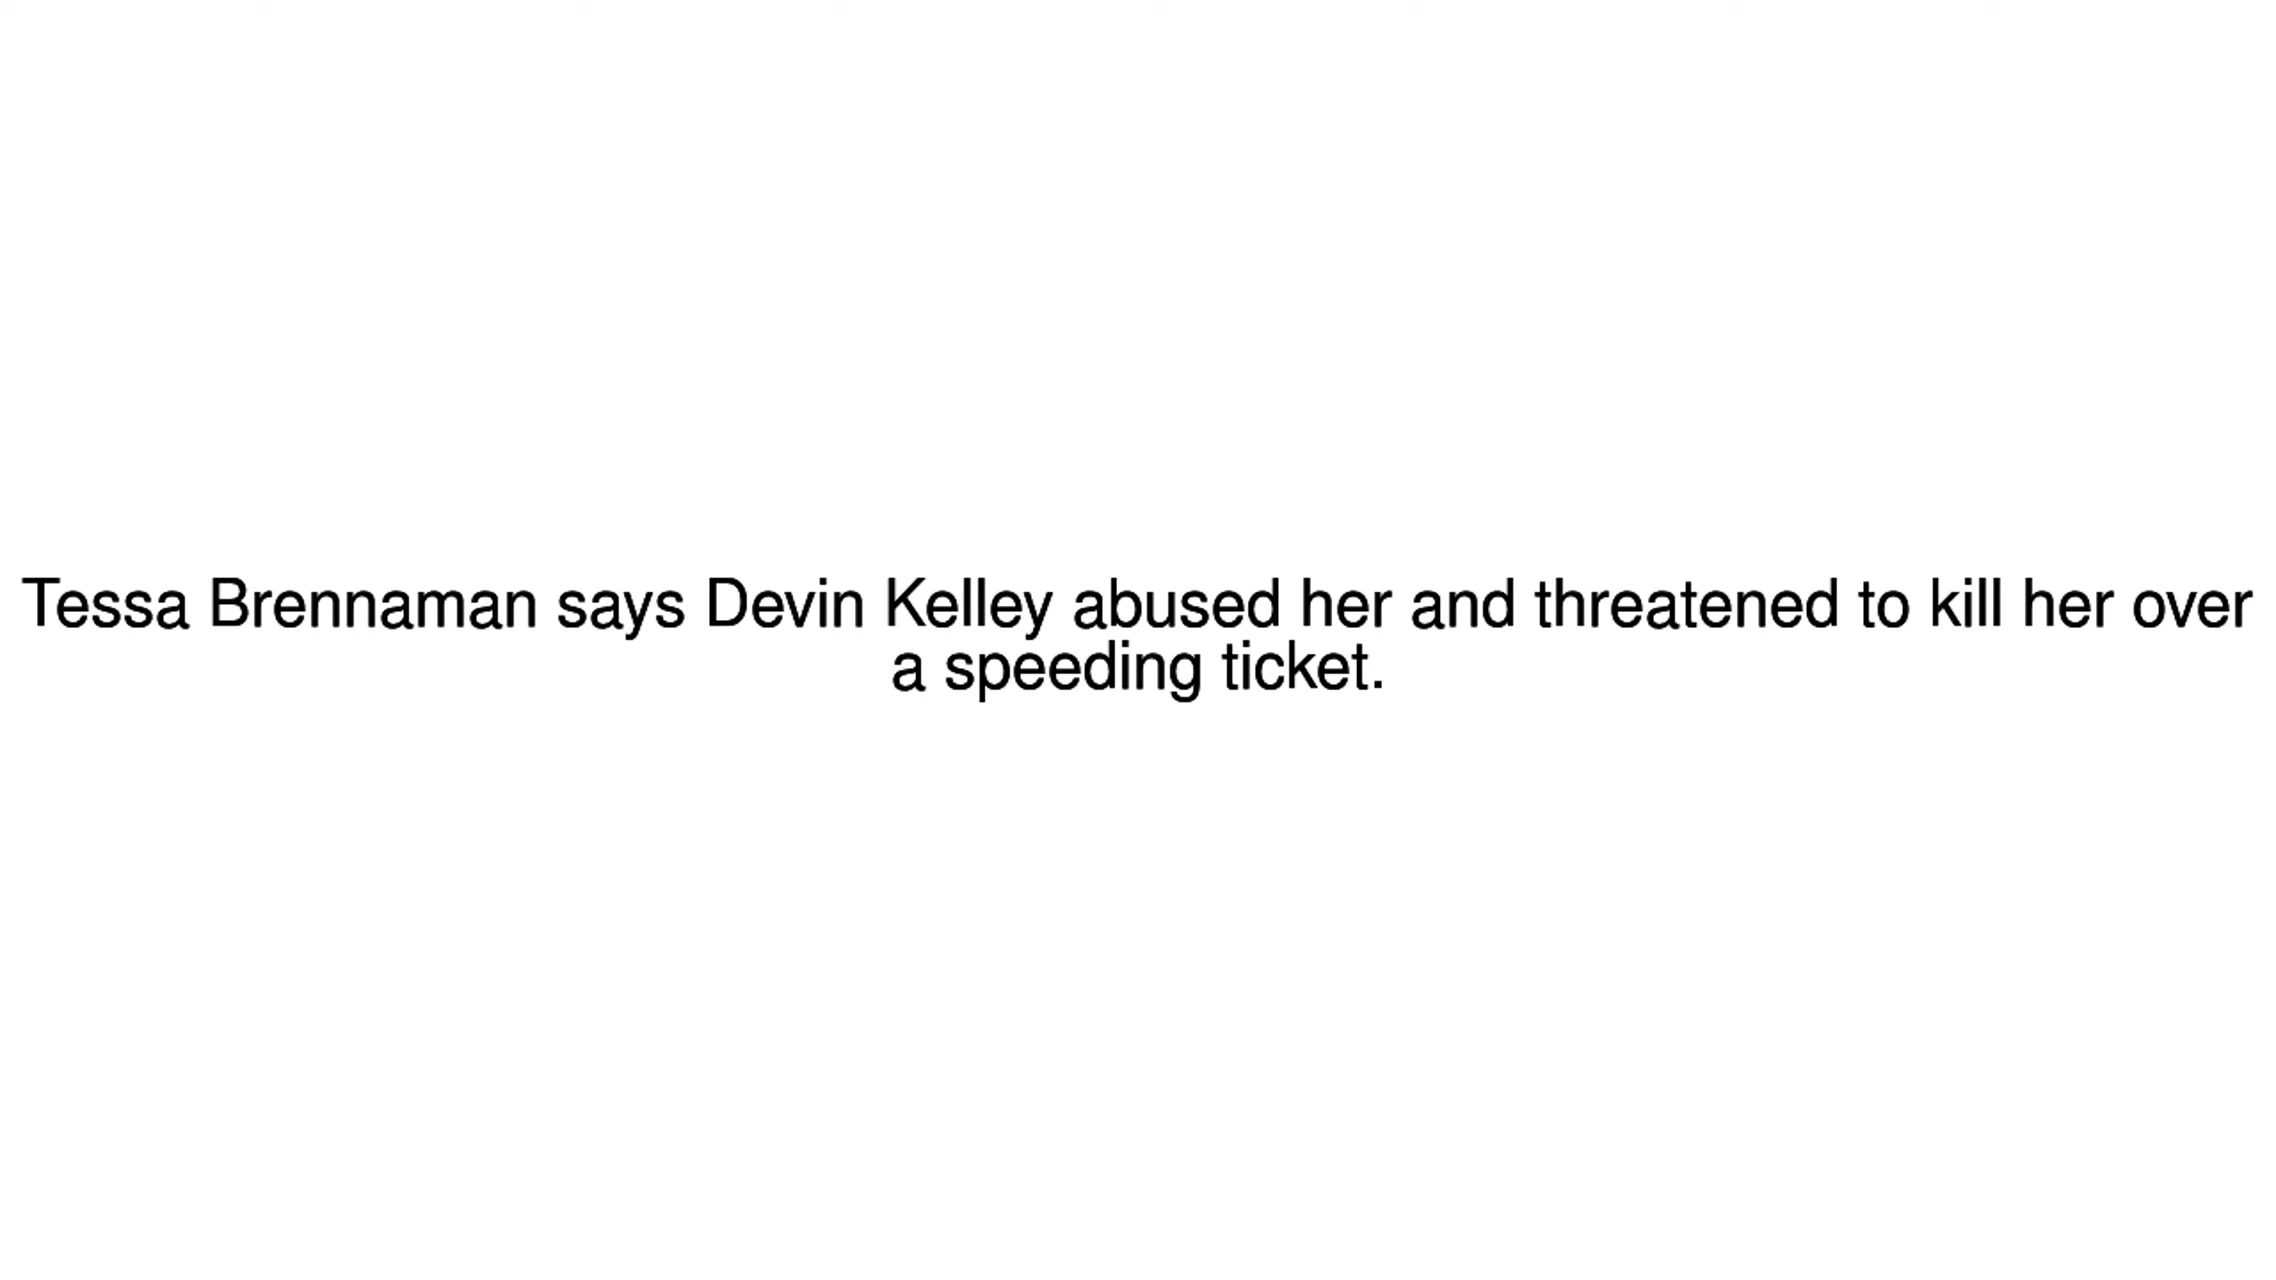 Tessa Brennaman says Devin Kelley abused her and threatened to kill her over
a speeding ticket.